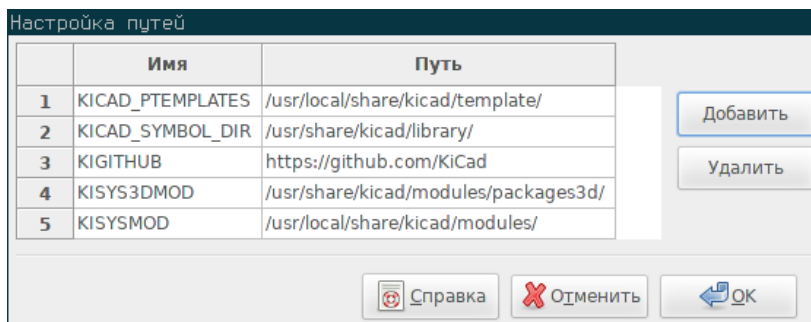 Настройка путей
Имя Путь
1 KICAD_PTEMPLATES /usr/local/share/kicad/template/
2 KICAD_SYMBOL_DIR /usr/share/kicad/library/
3 KIGITHUB https://github.com/KiCad
4 KISYS3DMOD /usr/share/kicad/modules/packages3d/
5 KISYSMOD /usr/local/share/kicad/modules/
Добавить
Удалить
Справка Отменить OK